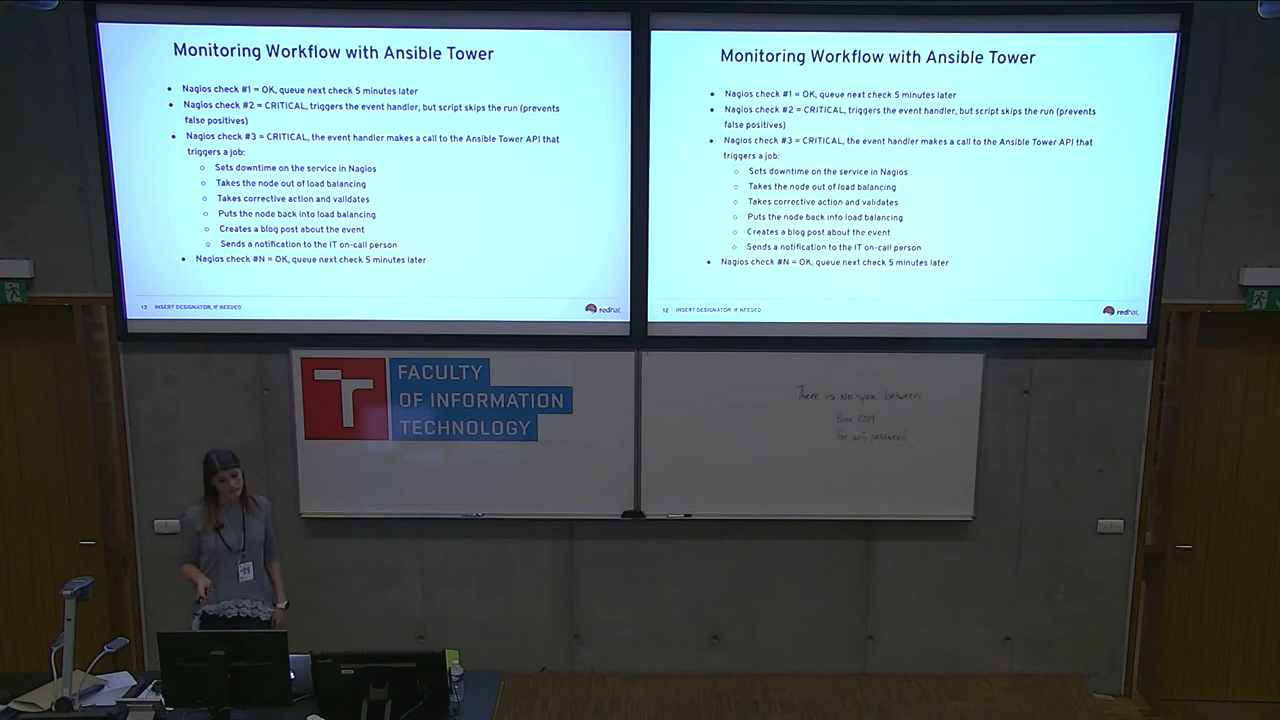 Monitoring Workflow with Ansible Tower
• Nagios check #1 = OK, queue next check 5 minutes later
• Nagios check #2 = CRITICAL, triggers the event handler, but script skips the run (prevents
false positives)
• Nagios check #3 = CRITICAL, the event handler makes a call to the Ansible Tower API that
triggers a job:
○ Sets downtime on the service in Nagios
○ Takes the node out of load balancing
○ Takes corrective action and validates
○ Puts the node back into load balancing
○ Creates a blog post about the event
○ Sends a notification to the IT on-call person
• Nagios check #N = OK, queue next check 5 minutes later
12 INSERT DESIGNATOR, IF NEEDED
redhat
Monitoring Workflow with Ansible Tower
• Nagios check #1 = OK, queue next check 5 minutes later
• Nagios check #2 = CRITICAL, triggers the event handler, but script skips the run (prevents
false positives)
• Nagios check #3 = CRITICAL, the event handler makes a call to the Ansible Tower API that
triggers a job:
○ Sets downtime on the service in Nagios
○ Takes the node out of load balancing
○ Takes corrective action and validates
○ Puts the node back into load balancing
○ Creates a blog post about the event
○ Sends a notification to the IT on-call person
• Nagios check #N = OK, queue next check 5 minutes later
12 INSERT DESIGNATOR, IF NEEDED
redhat
T
FACULTY
OF INFORMATION
TECHNOLOGY
There is no space between
2019
For wifi password